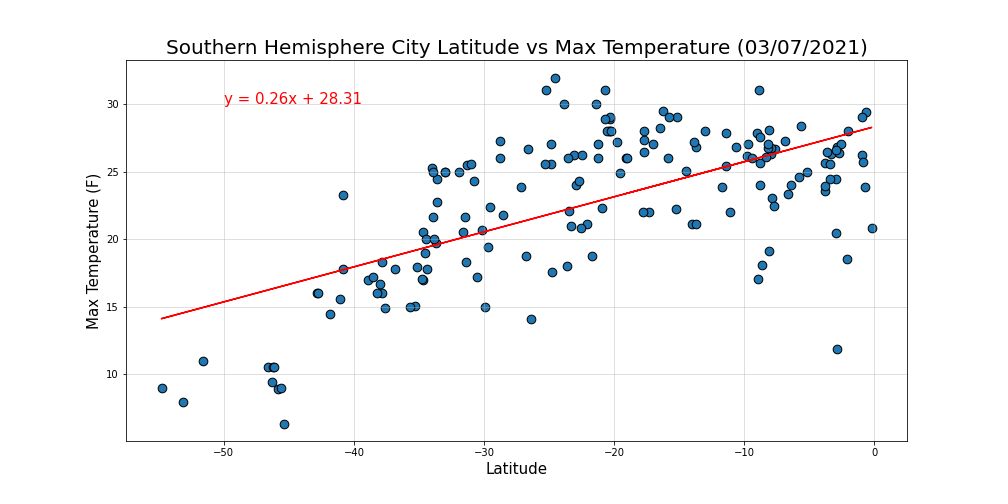 Southern Hemisphere City Latitude vs Max Temperature (03/07/2021)
y = 0.26x + 28.31
Max Temperature (F)
30
25
20
15
10
−50 −40 −30 −20 −10 0
Latitude